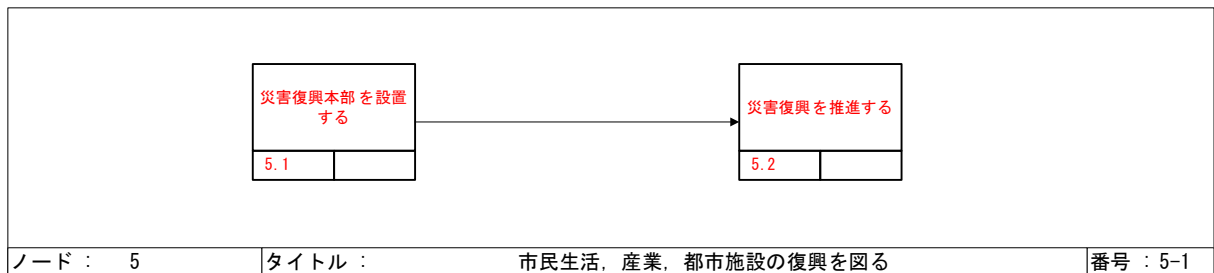 災害復興本部を設置
する
災害復興を推進する
5.1
5.2
ノード : 5 タイトル : 市民生活, 産業, 都市施設の復興を図る 番号 : 5-1